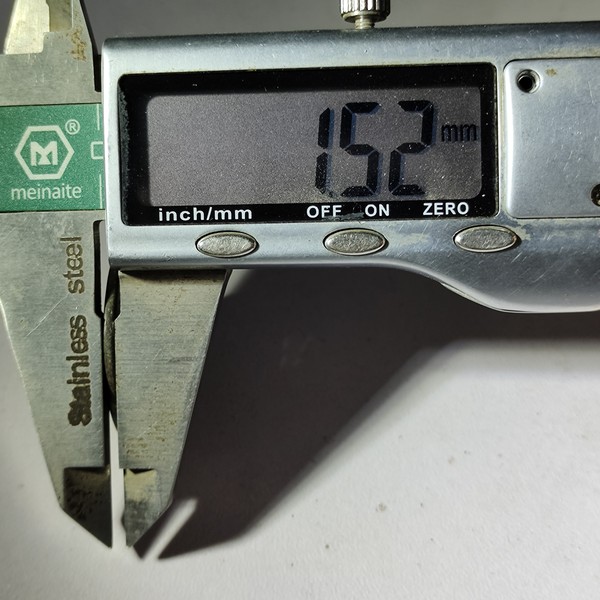 1.52 mm
M ®
meinaite
inch/mm OFF ON ZERO
Stainless steel